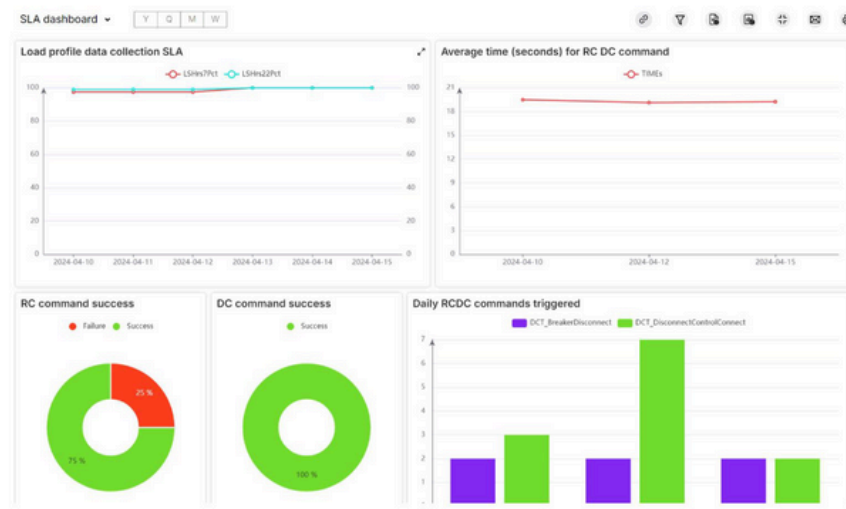 SLA dashboard
Y Q M W
Load profile data collection SLA
LSHrs7Pct LSHrs22Pct
100 100
80 80
60 60
40 40
20 20
0 0
2024-04-10 2024-04-11 2024-04-12 2024-04-13 2024-04-14 2024-04-15
Average time (seconds) for RC DC command
TIMEs
21
18
15
12
9
6
3
0
2024-04-10 2024-04-12 2024-04-15
RC command success
Failure Success
25 %
75 %
DC command success
Success
100 %
Daily RCDC commands triggered
DCT_BreakerDisconnect DCT_DisconnectControlConnect
7
6
5
4
3
2
1